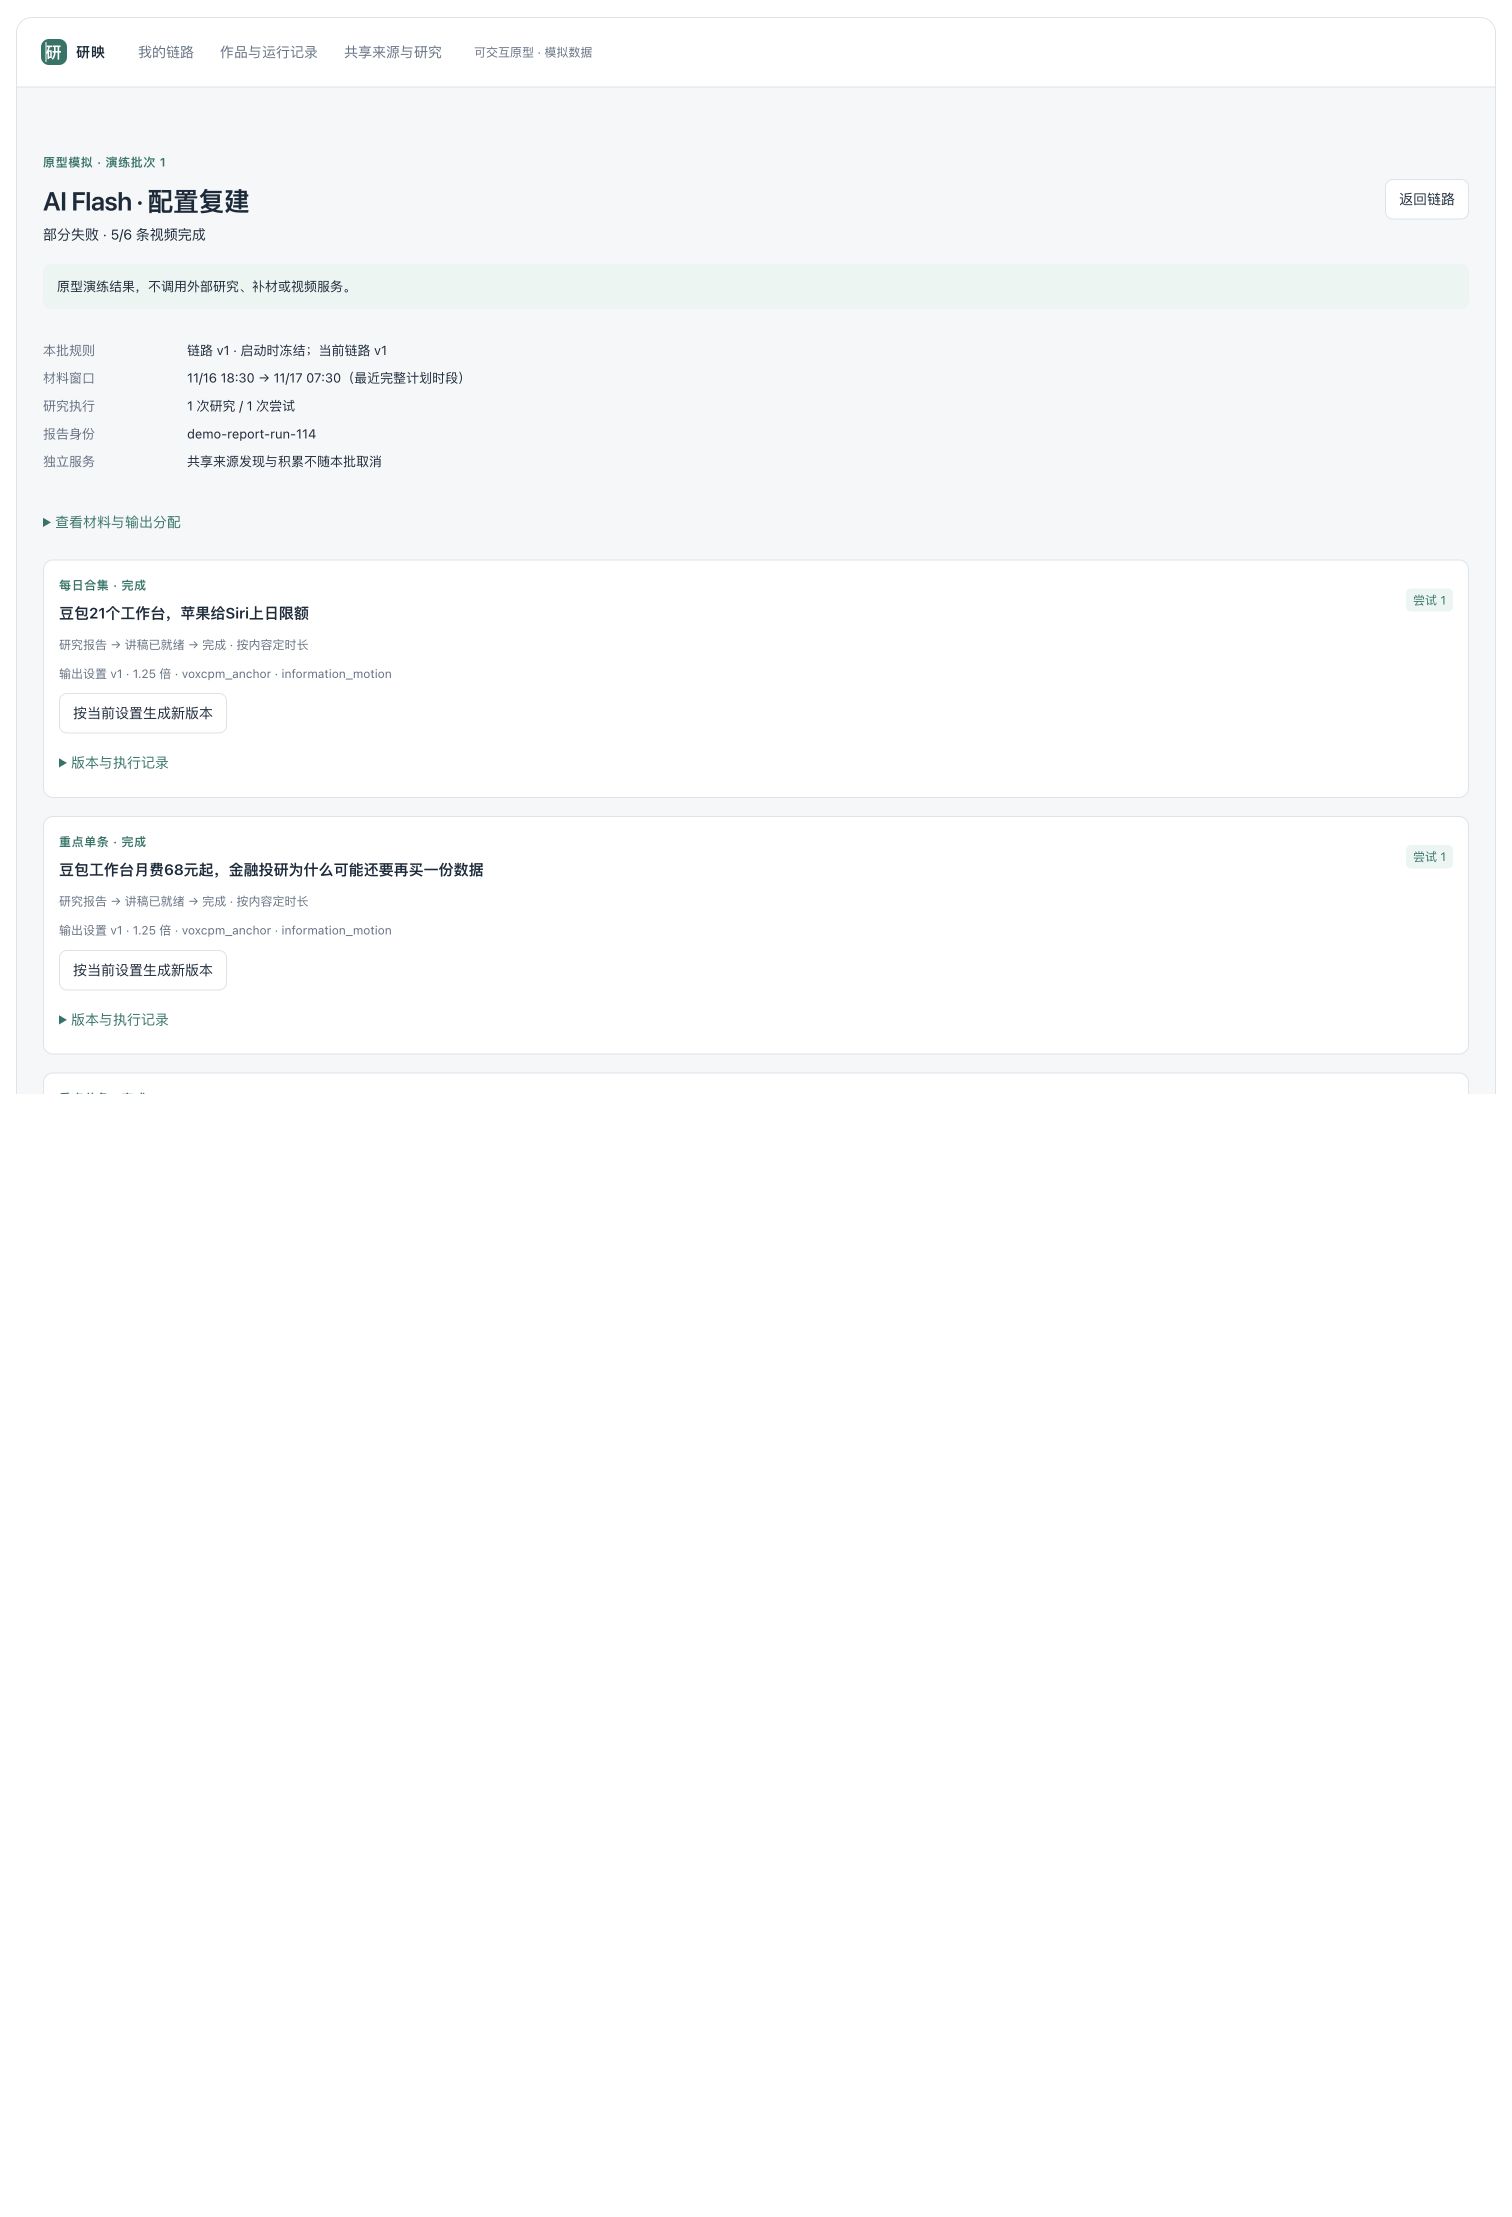 研 研映 我的链路 作品与运行记录 共享来源与研究 可交互原型 · 模拟数据
原型模拟 · 演练批次 1
AI Flash · 配置复建
返回链路
部分失败 · 5/6 条视频完成
原型演练结果，不调用外部研究、补材或视频服务。
本批规则 链路 v1 · 启动时冻结；当前链路 v1
材料窗口 11/16 18:30 → 11/17 07:30（最近完整计划时段）
研究执行 1 次研究 / 1 次尝试
报告身份 demo-report-run-114
独立服务 共享来源发现与积累不随本批取消
▶ 查看材料与输出分配
每日合集 · 完成
豆包21个工作台，苹果给Siri上日限额
尝试 1
研究报告 → 讲稿已就绪 → 完成 · 按内容定时长
输出设置 v1 · 1.25 倍 · voxcpm_anchor · information_motion
按当前设置生成新版本
▶ 版本与执行记录
重点单条 · 完成
豆包工作台月费68元起，金融投研为什么可能还要再买一份数据
尝试 1
研究报告 → 讲稿已就绪 → 完成 · 按内容定时长
输出设置 v1 · 1.25 倍 · voxcpm_anchor · information_motion
按当前设置生成新版本
▶ 版本与执行记录